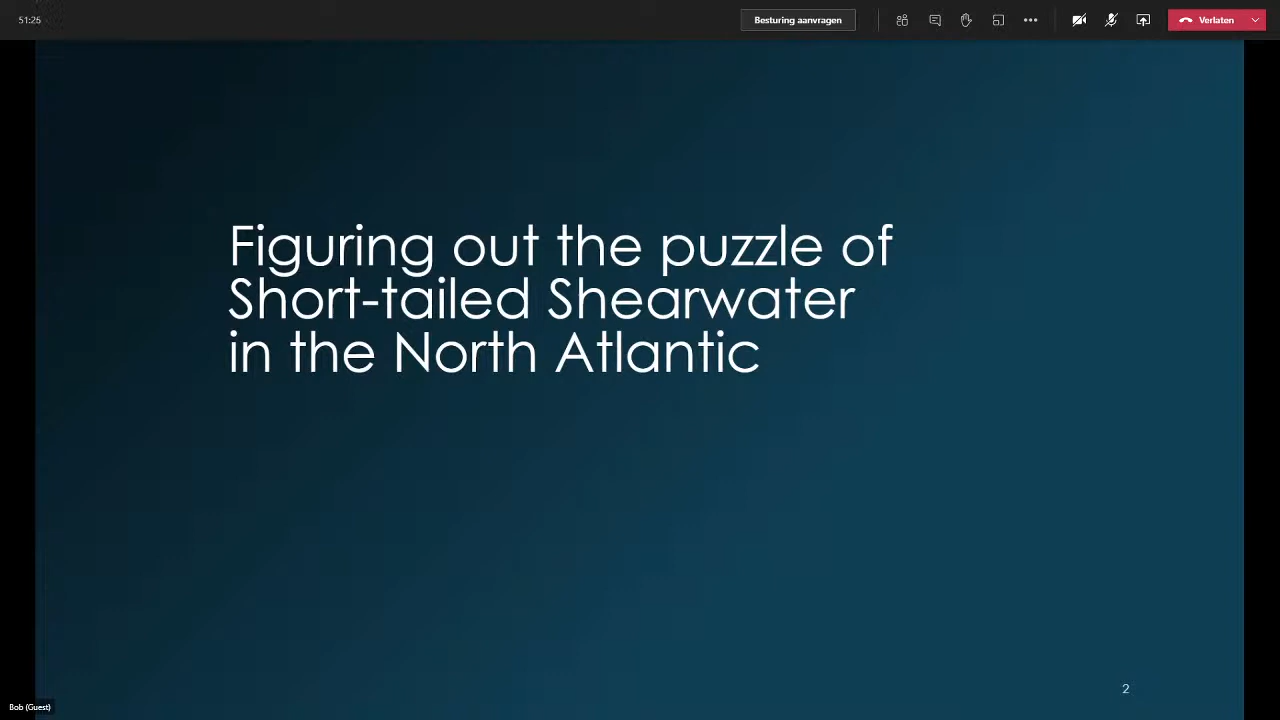 51:25
Besturing aanvragen
Verlaten
Figuring out the puzzle of
Short-tailed Shearwater
in the North Atlantic
2
Bob (Guest)